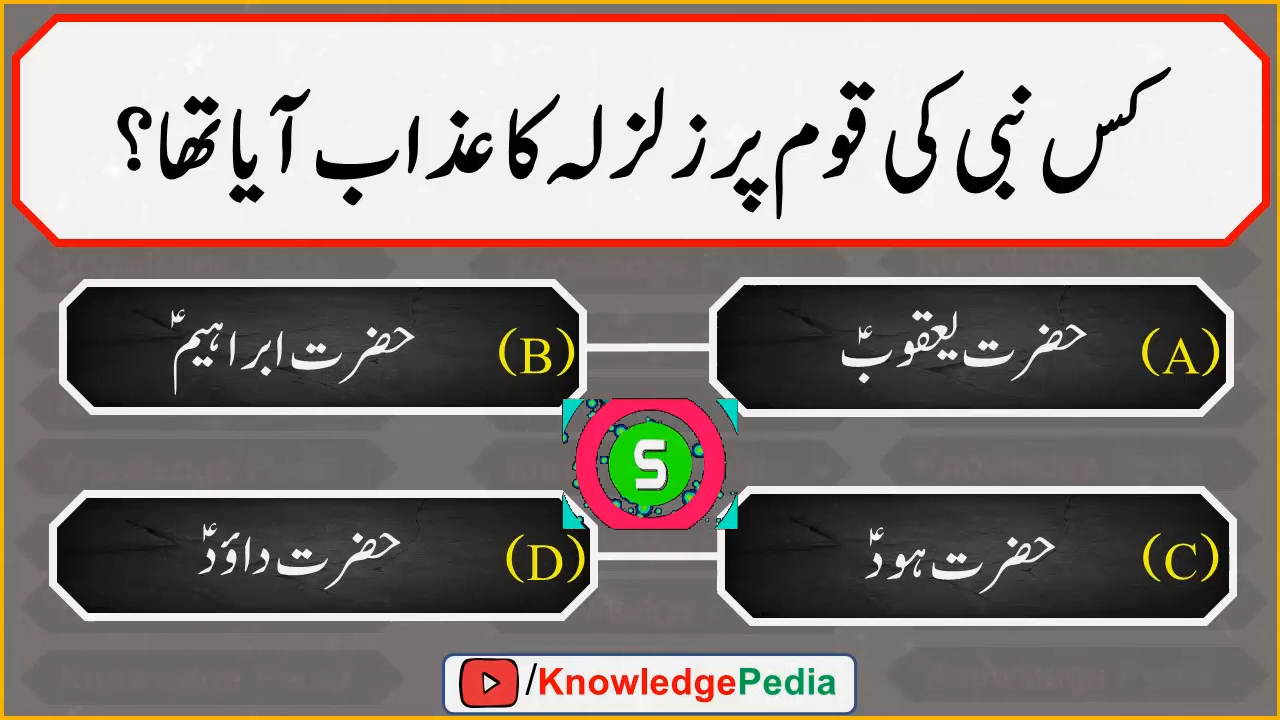 کس نبی کی قوم پر زلزلہ کا عذاب آیا تھا؟
(A) حضرت یعقوبؑ
(B) حضرت ابراہیمؑ
S
(C) حضرت ہودؑ
(D) حضرت داؤدؑ
/KnowledgePedia